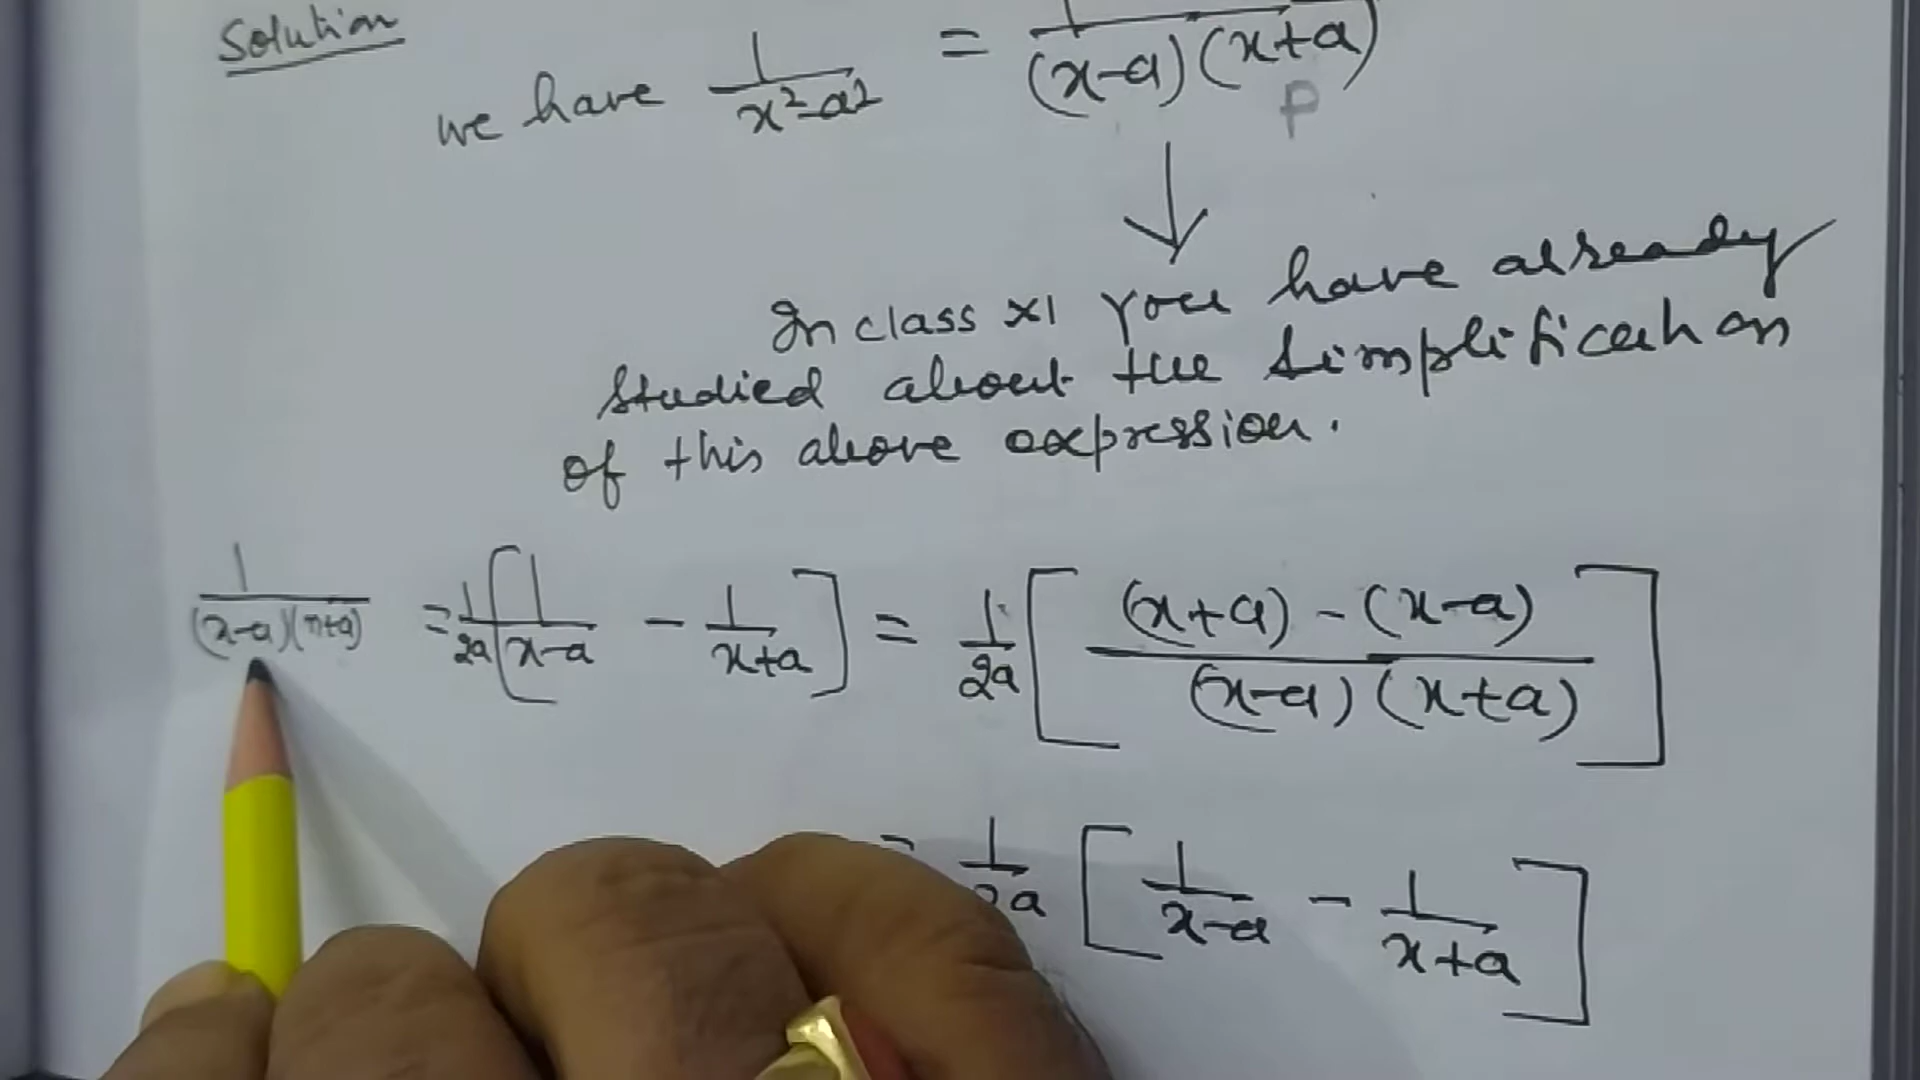 Solution
we have 1/(x²-a²) = 1/((x-a)(x+a))
P
In class XI you have already
studied about the simplification
of this above expression.
1/((x-a)(x+a)) = 1/2a [1/(x-a) - 1/(x+a)] = 1/2a [((x+a) - (x-a))/((x-a)(x+a))]
= 1/2a [1/(x-a) - 1/(x+a)]